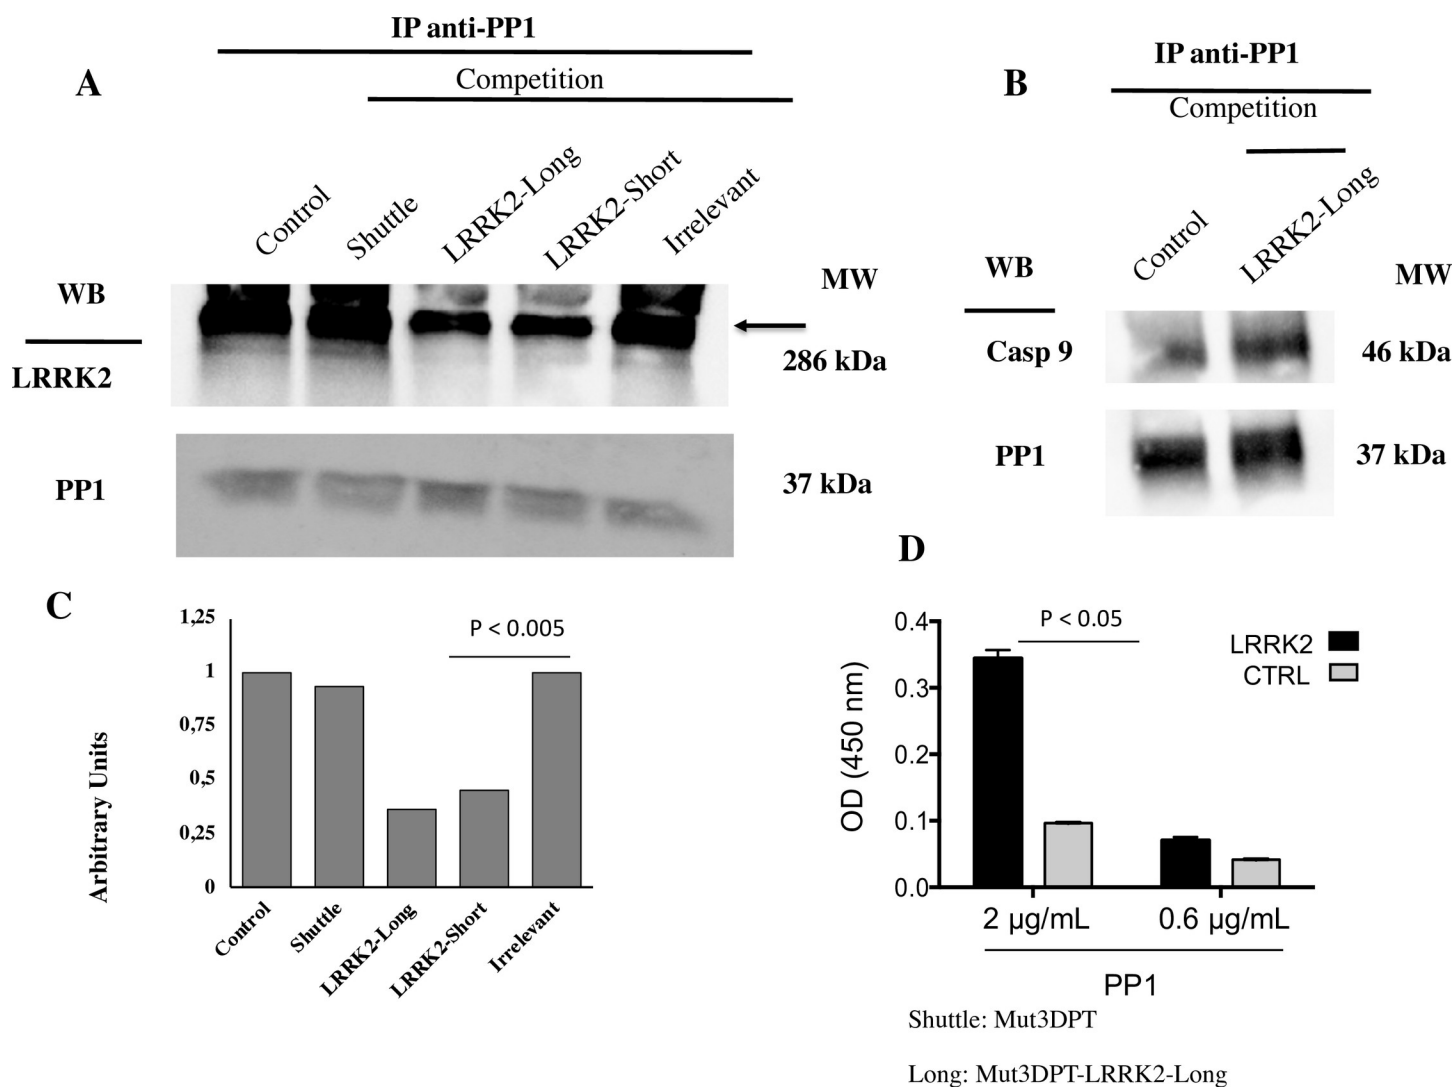 IP anti-PP1
Competition
A
Control
Shuttle
LRRK2-Long
LRRK2-Short
Irrelevant
WB
MW
LRRK2
286 kDa
PP1
37 kDa
IP anti-PP1
B
Competition
Control
LRRK2-Long
WB
MW
Casp 9
46 kDa
PP1
37 kDa
C
1,25
1
0,75
0,5
0,25
0
Arbitrary Units
P < 0.005
Control
Shuttle
LRRK2-Long
LRRK2-Short
Irrelevant
D
0.4
0.3
0.2
0.1
0.0
OD (450 nm)
P < 0.05
LRRK2
CTRL
2 µg/mL
0.6 µg/mL
PP1
Shuttle: Mut3DPT
Long: Mut3DPT-LRRK2-Long